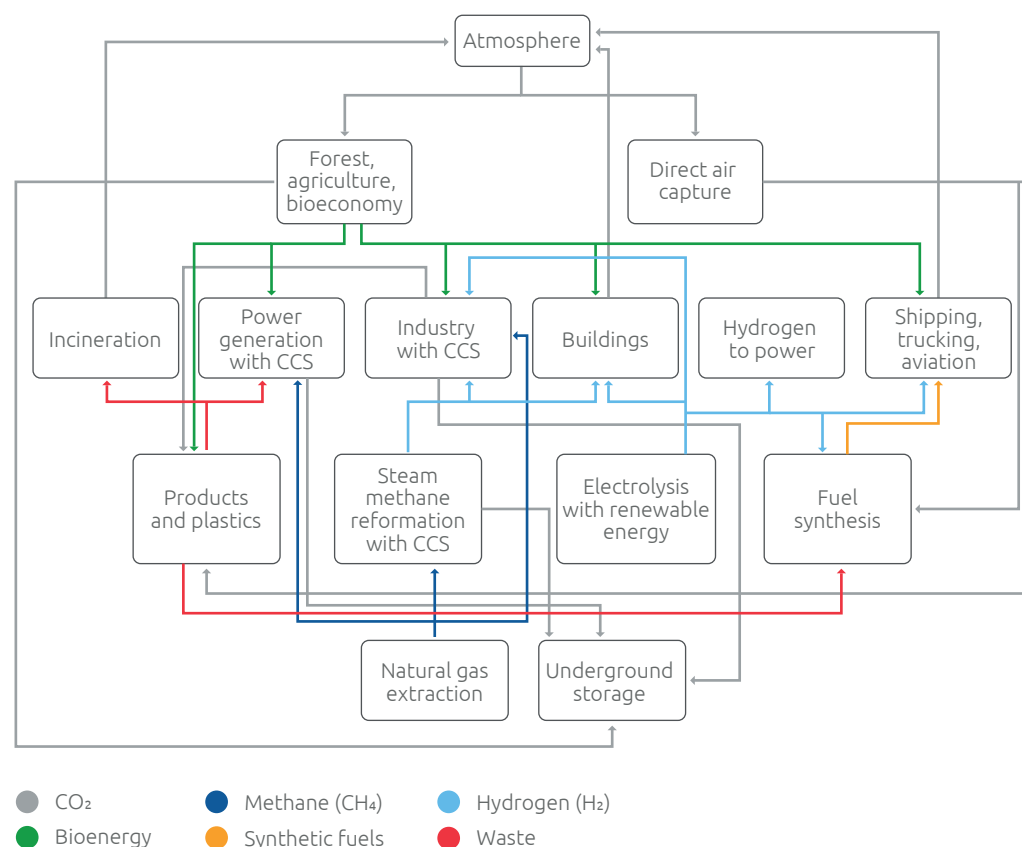 Atmosphere
Forest,
agriculture,
bioeconomy
Direct air
capture
Incineration
Power
generation
with CCS
Industry
with CCS
Buildings
Hydrogen
to power
Shipping,
trucking,
aviation
Products
and plastics
Steam
methane
reformation
with CCS
Electrolysis
with renewable
energy
Fuel
synthesis
Natural gas
extraction
Underground
storage
CO₂
Methane (CH₄)
Hydrogen (H₂)
Bioenergy
Synthetic fuels
Waste